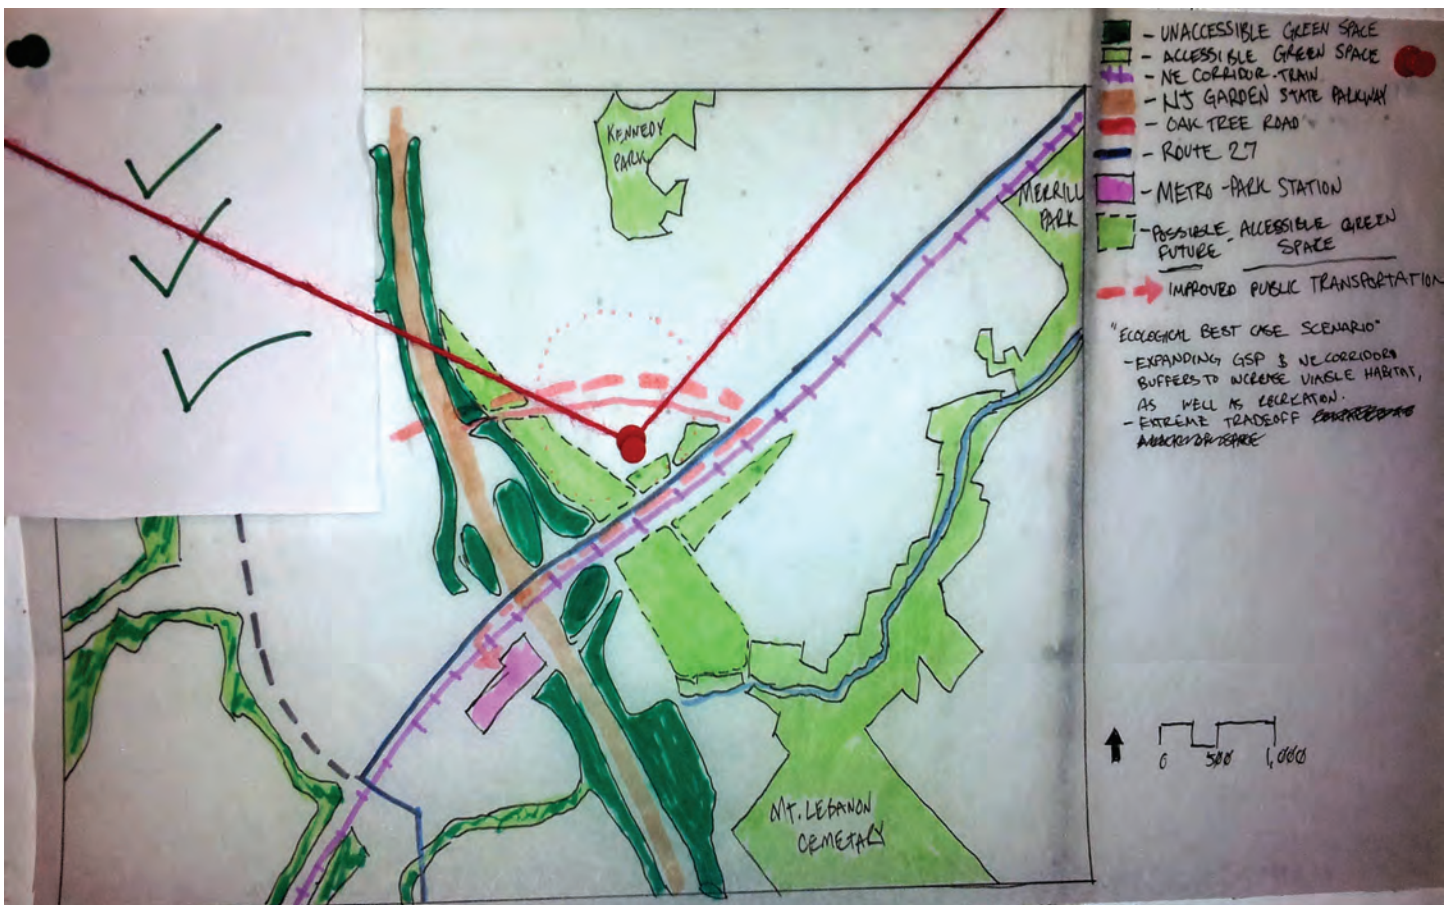 KENNEDY
PARK
MERRILL
PARK
MT. LEBANON
CEMETARY
- UNACCESSIBLE GREEN SPACE
- ACCESSIBLE GREEN SPACE
- NE CORRIDOR TRAIN
- NJ GARDEN STATE PARKWAY
- OAK TREE ROAD
- ROUTE 27
- METRO-PARK STATION
- POSSIBLE ACCESSIBLE GREEN
FUTURE - SPACE
IMPROVED PUBLIC TRANSPORTATION
"ECOLOGICAL BEST CASE SCENARIO"
- EXPANDING GSP & NE CORRIDORS
BUFFERS TO INCREASE VIABLE HABITAT,
AS WELL AS RECREATION.
- EXTREME TRADEOFF
0 500 1,000